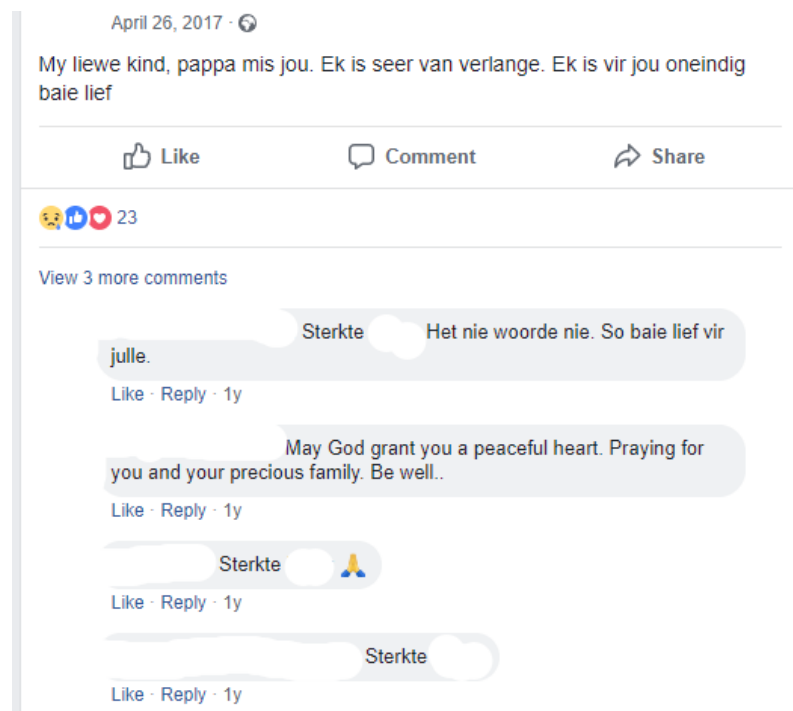 April 26, 2017 ·
My liewe kind, pappa mis jou. Ek is seer van verlange. Ek is vir jou oneindig
baie lief
Like Comment Share
23
View 3 more comments
Sterkte Het nie woorde nie. So baie lief vir
julle.
Like · Reply · 1y
May God grant you a peaceful heart. Praying for
you and your precious family. Be well..
Like · Reply · 1y
Sterkte 🙏
Like · Reply · 1y
Sterkte
Like · Reply · 1y